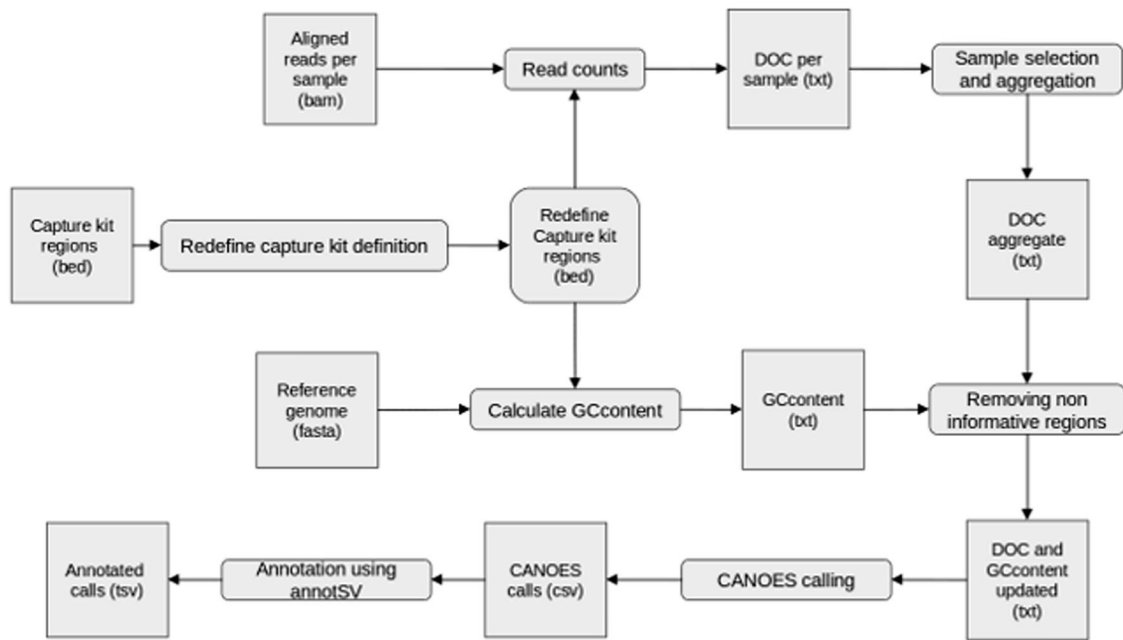 Aligned
reads per
sample
(bam)
Read counts
DOC per
sample (txt)
Sample selection
and aggregation
Capture kit
regions
(bed)
Redefine capture kit definition
Redefine
Capture kit
regions
(bed)
DOC
aggregate
(txt)
Reference
genome
(fasta)
Calculate GCcontent
GCcontent
(txt)
Removing non
informative regions
Annotated
calls (tsv)
Annotation using
annotSV
CANOES
calls (csv)
CANOES calling
DOC and
GCcontent
updated
(txt)